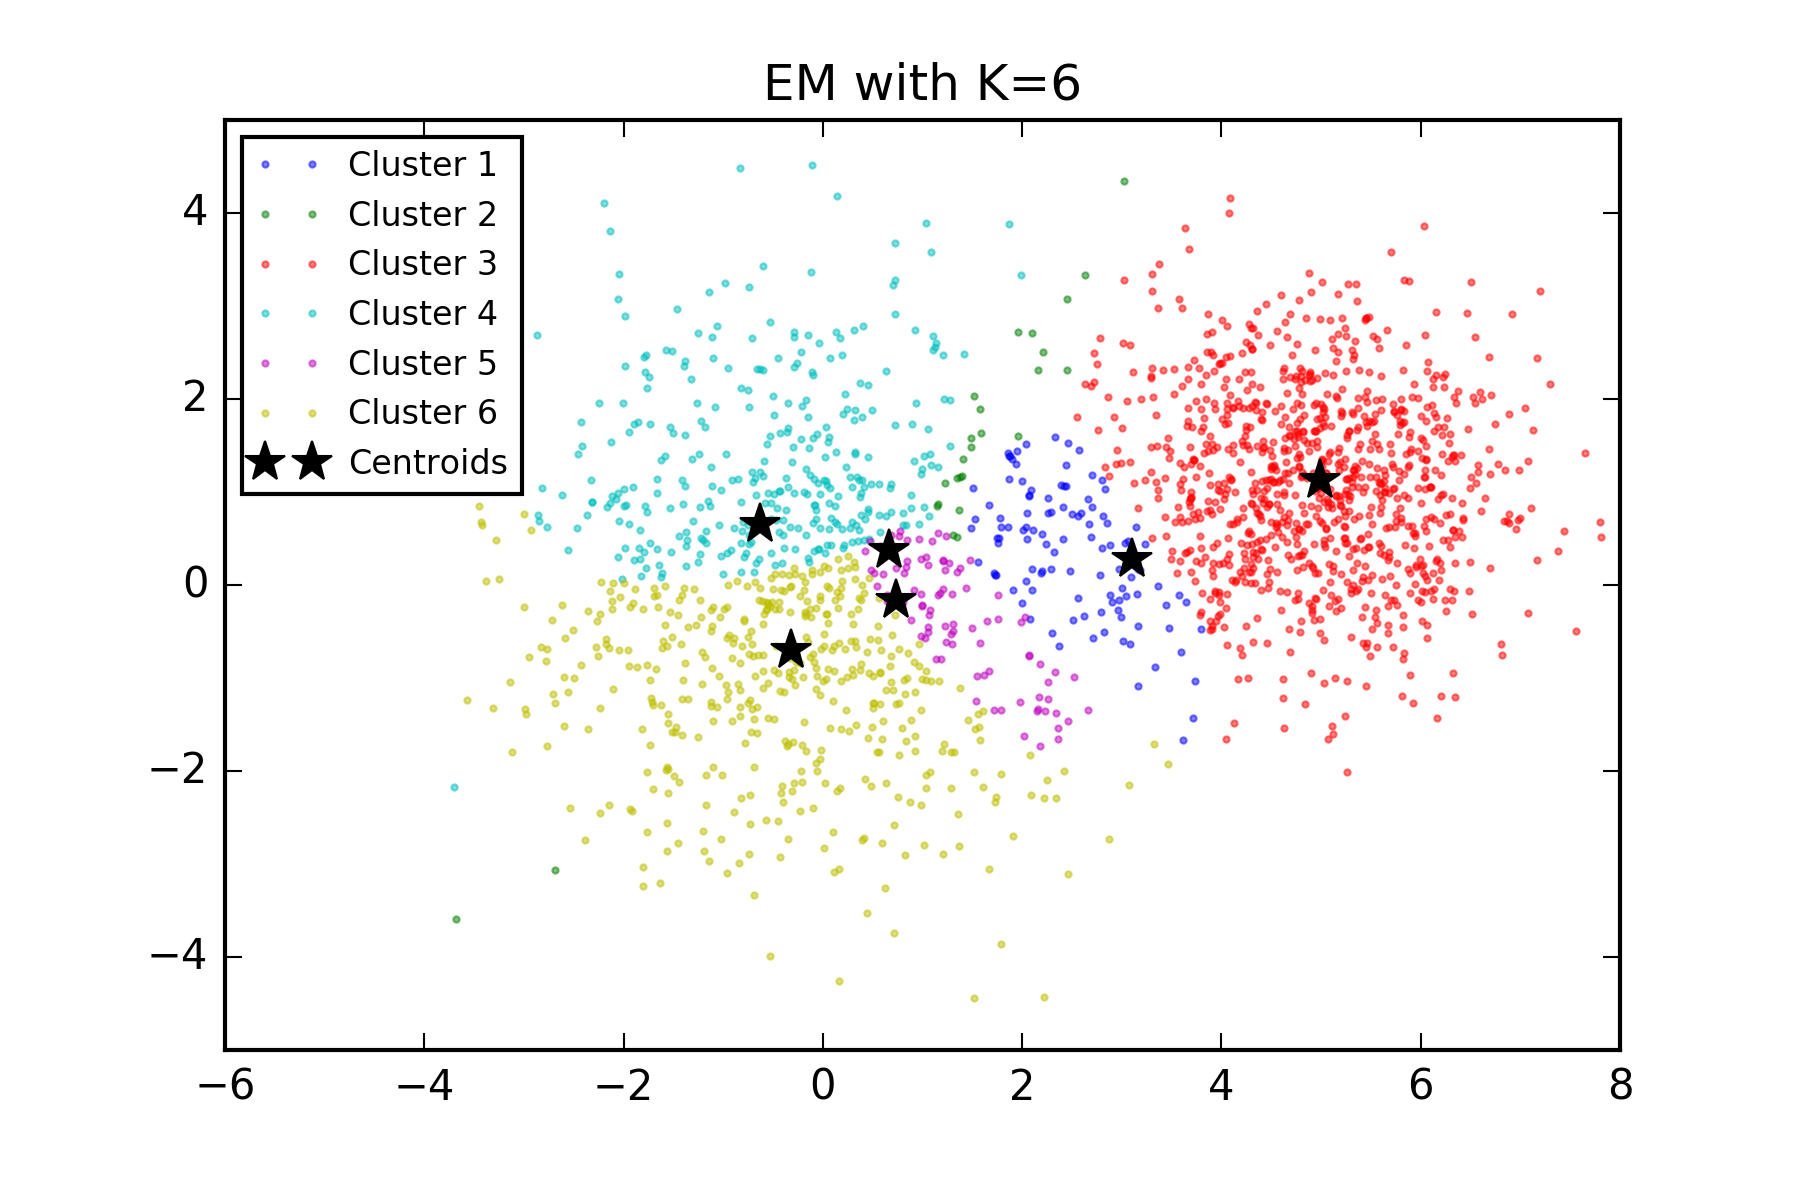 EM with K=6
Cluster 1
Cluster 2
Cluster 3
Cluster 4
Cluster 5
Cluster 6
Centroids
4
2
0
−2
−4
−6 −4 −2 0 2 4 6 8